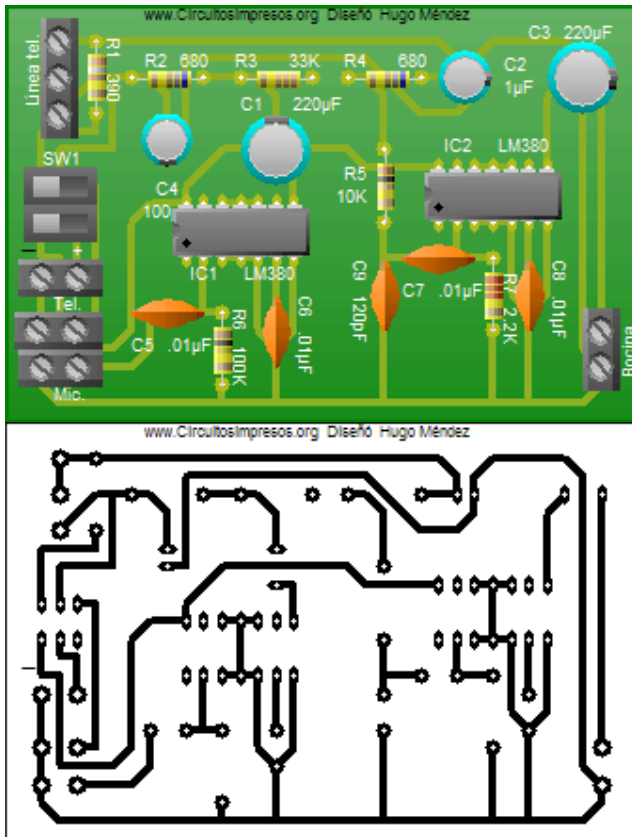 www.CircuitosImpresos.org Diseñó Hugo Méndez
Linea tel.
R1
390
R2 680
R3 33K
R4 680
C3 220µF
C2
1µF
C1
220µF
SW1
C4
100µ
R5
10K
IC2 LM380
IC1 LM380
– +
Tel.
Mic.
C5 .01µF
R6
100K
C6
.01µF
C9
120pF
C7 .01µF
R7
2.2K
C8
.01µF
Bocina
www.CircuitosImpresos.org Diseñó Hugo Méndez